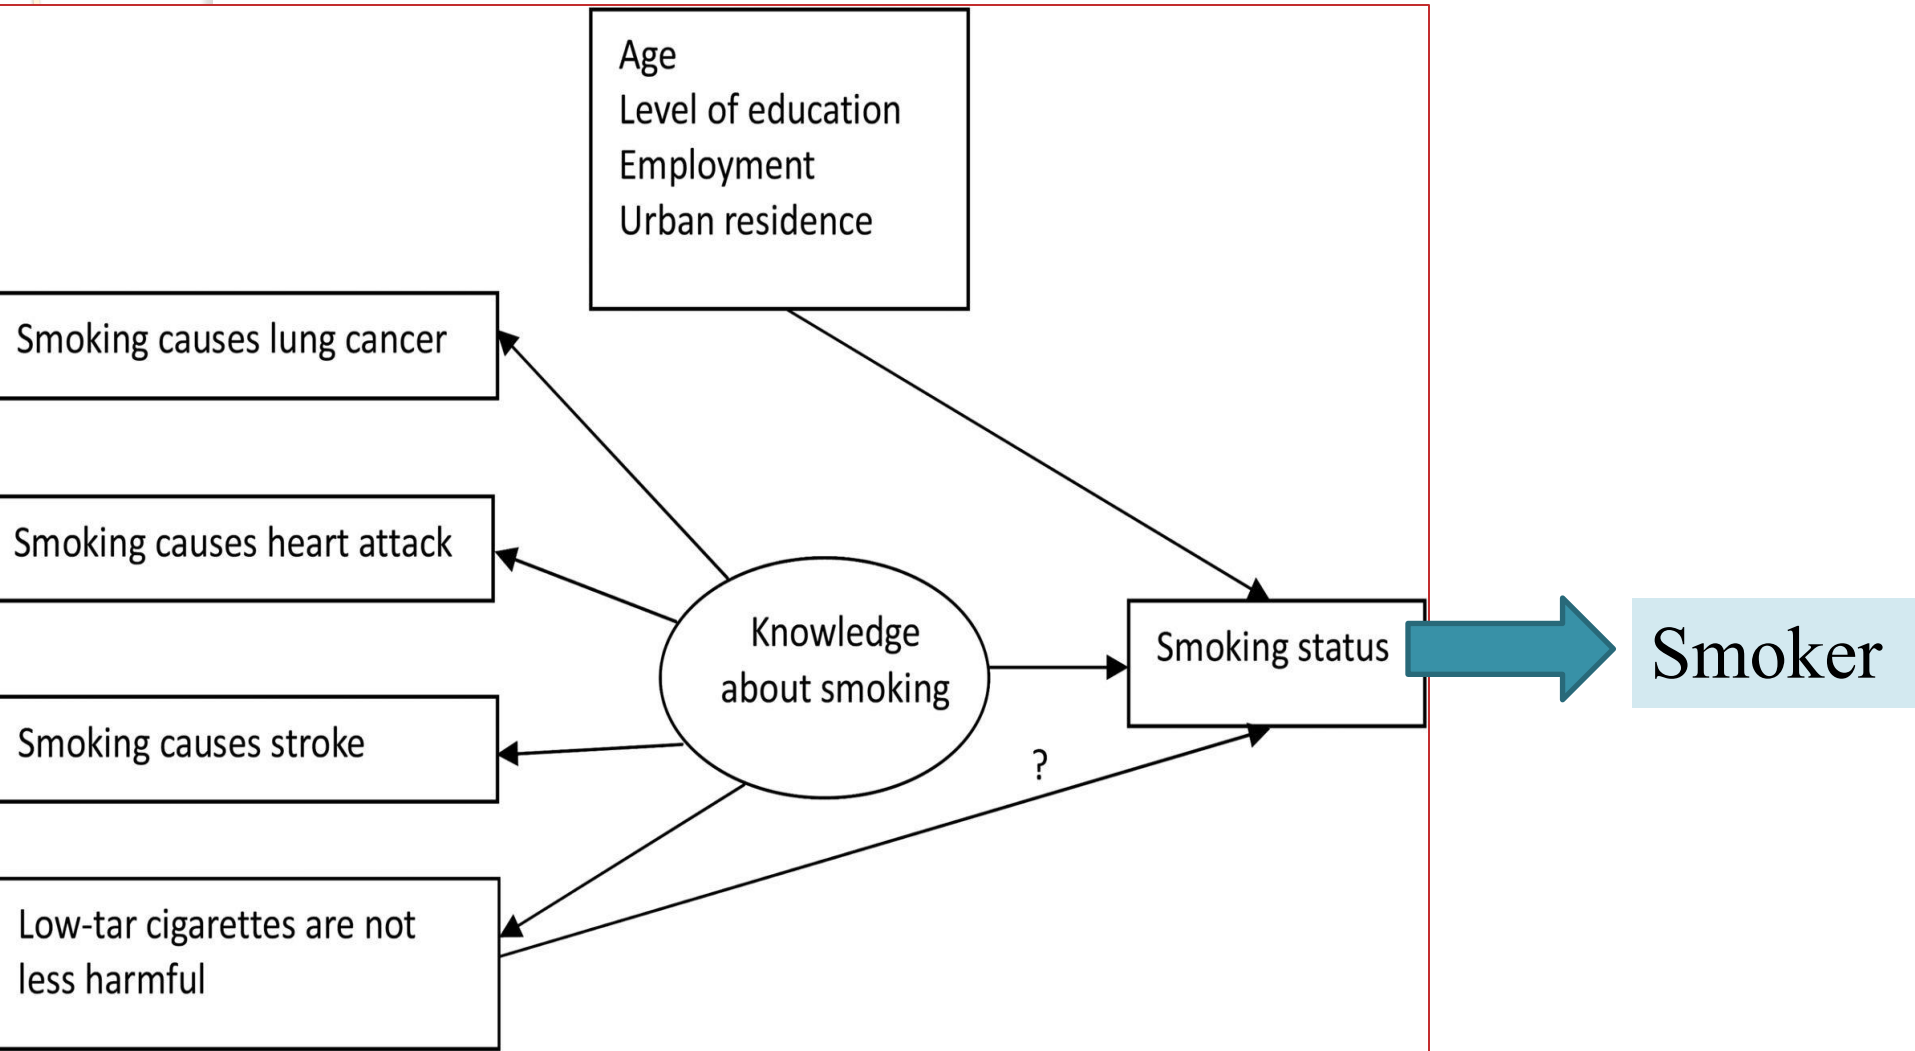 Age
Level of education
Employment
Urban residence
Smoking causes lung cancer
Smoking causes heart attack
Knowledge
about smoking
Smoking status
Smoker
Smoking causes stroke
?
Low-tar cigarettes are not
less harmful